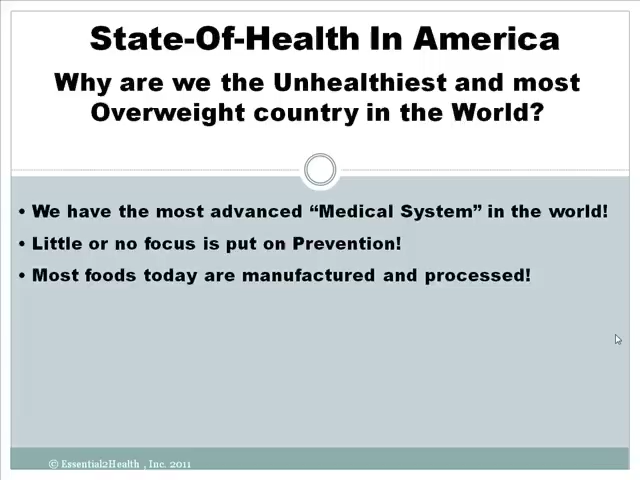 State-Of-Health In America
Why are we the Unhealthiest and most
Overweight country in the World?
• We have the most advanced “Medical System” in the world!
• Little or no focus is put on Prevention!
• Most foods today are manufactured and processed!
© Essential2Health , Inc. 2011